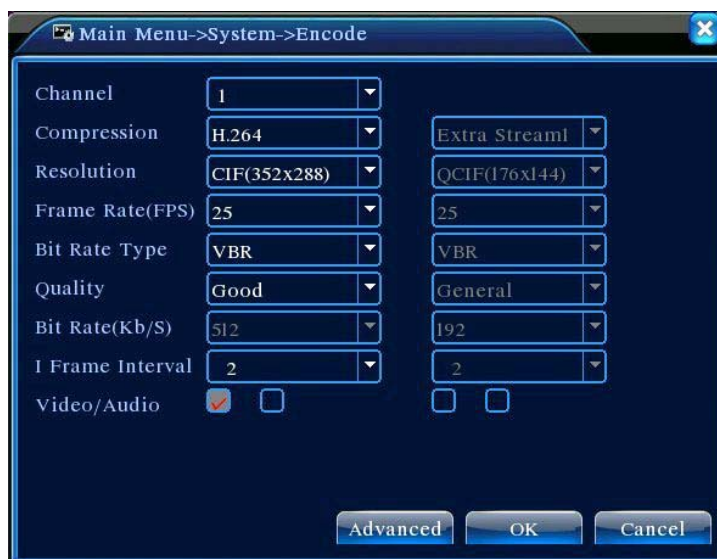 Main Menu->System->Encode
Channel 1
Compression H.264 Extra Stream1
Resolution CIF(352x288) QCIF(176x144)
Frame Rate(FPS) 25 25
Bit Rate Type VBR VBR
Quality Good General
Bit Rate(Kb/S) 512 192
I Frame Interval 2 2
Video/Audio
Advanced OK Cancel